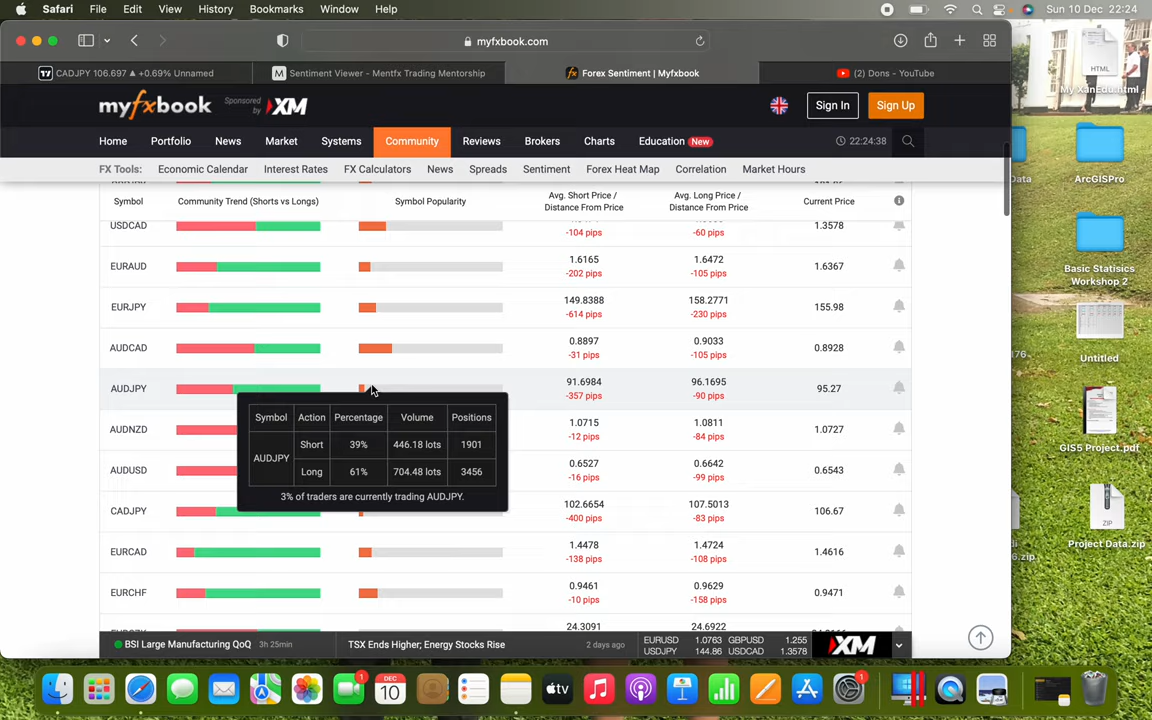 Safari File Edit View History Bookmarks Window Help Sun 10 Dec 22:24
myfxbook.com
CADJPY 106.697 ▲ +0.69% Unnamed
Sentiment Viewer - Mentfx Trading Mentorship
Forex Sentiment | Myfxbook
(2) Dons - YouTube
myfxbook Sponsored by XM Sign In Sign Up
Home Portfolio News Market Systems Community Reviews Brokers Charts Education New 22:24:38
FX Tools: Economic Calendar Interest Rates FX Calculators News Spreads Sentiment Forex Heat Map Correlation Market Hours
Symbol Community Trend (Shorts vs Longs) Symbol Popularity Avg. Short Price / Distance From Price Avg. Long Price / Distance From Price Current Price
USDCAD -104 pips -60 pips 1.3578
EURAUD 1.6165 -202 pips 1.6472 -105 pips 1.6367
EURJPY 149.8388 -614 pips 158.2771 -230 pips 155.98
AUDCAD 0.8897 -31 pips 0.9033 -105 pips 0.8928
AUDJPY 91.6984 -357 pips 96.1695 -90 pips 95.27
Symbol Action Percentage Volume Positions
AUDJPY
Short 39% 446.18 lots 1901
Long 61% 704.48 lots 3456
3% of traders are currently trading AUDJPY.
AUDNZD 1.0715 -12 pips 1.0811 -84 pips 1.0727
AUDUSD 0.6527 -16 pips 0.6642 -99 pips 0.6543
CADJPY 102.6654 -400 pips 107.5013 -83 pips 106.67
EURCAD 1.4478 -138 pips 1.4724 -108 pips 1.4616
EURCHF 0.9461 -10 pips 0.9629 -158 pips 0.9471
24.3091 24.6922
BSI Large Manufacturing QoQ 3h 25min TSX Ends Higher; Energy Stocks Rise 2 days ago
EURUSD 1.0763 GBPUSD 1.255
USDJPY 144.86 USDCAD 1.3578
XM
HTML
My XanEdu.html
Data
ArcGISPro
Basic Statisics
Workshop 2
Untitled
GIS5 Project.pdf
ZIP
Project Data.zip
DEC
10
tv
1
1